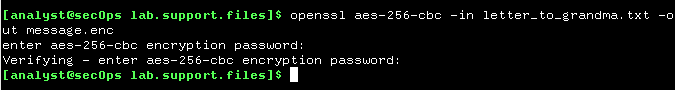 [analyst@secOps lab.support.files]$ openssl aes-256-cbc -in letter_to_grandma.txt -o
ut message.enc
enter aes-256-cbc encryption password:
Verifying - enter aes-256-cbc encryption password:
[analyst@secOps lab.support.files]$